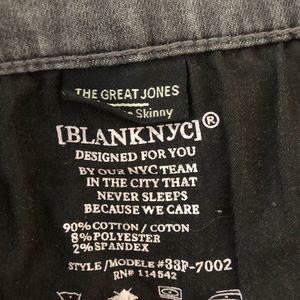 THE GREAT JONES
Skinny
[BLANKNYC]®
DESIGNED FOR YOU
BY OUR NYC TEAM
IN THE CITY THAT
NEVER SLEEPS
BECAUSE WE CARE
90% COTTON / COTON
8% POLYESTER
2% SPANDEX
STYLE / MODELE #33F-7002
RN# 114542